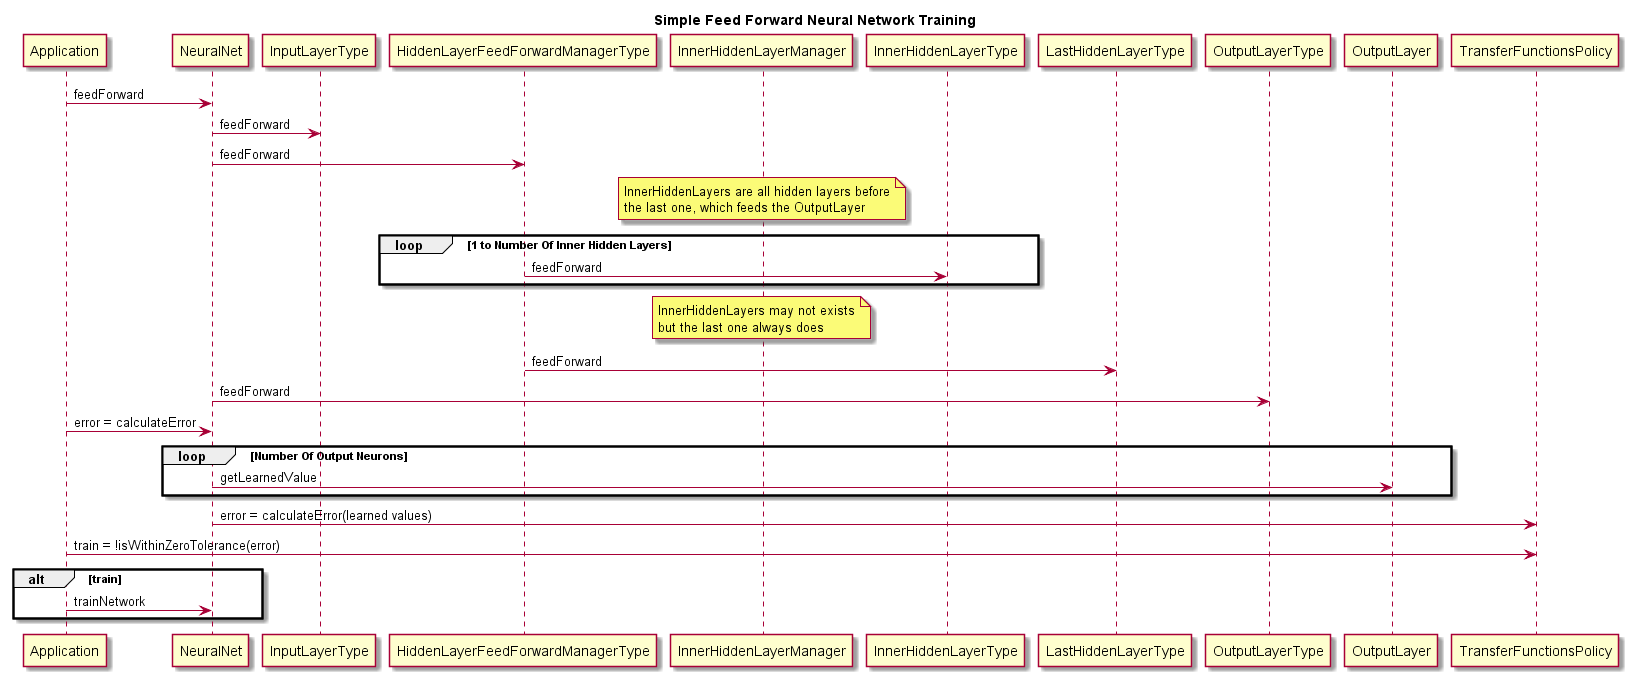 Simple Feed Forward Neural Network Training
Application NeuralNet InputLayerType HiddenLayerFeedForwardManagerType InnerHiddenLayerManager InnerHiddenLayerType LastHiddenLayerType OutputLayerType OutputLayer TransferFunctionsPolicy
feedForward
feedForward
feedForward
InnerHiddenLayers are all hidden layers before
the last one, which feeds the OutputLayer
loop [1 to Number Of Inner Hidden Layers]
feedForward
InnerHiddenLayers may not exists
but the last one always does
feedForward
feedForward
error = calculateError
loop [Number Of Output Neurons]
getLearnedValue
error = calculateError(learned values)
train = !isWithinZeroTolerance(error)
alt [train]
trainNetwork
Application NeuralNet InputLayerType HiddenLayerFeedForwardManagerType InnerHiddenLayerManager InnerHiddenLayerType LastHiddenLayerType OutputLayerType OutputLayer TransferFunctionsPolicy